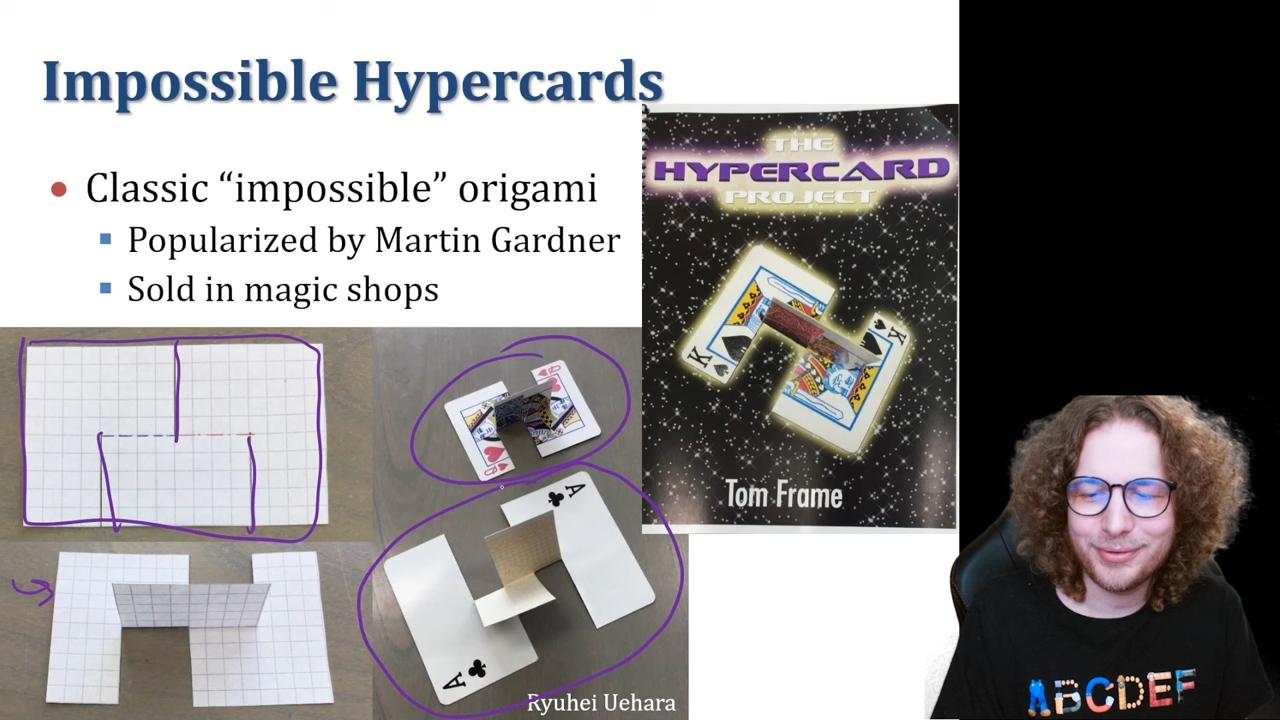 Impossible Hypercards
• Classic “impossible” origami
▪ Popularized by Martin Gardner
▪ Sold in magic shops
THE
HYPERCARD
PROJECT
K
K
Tom Frame
Q
Q
A
A
Ryuhei Uehara
ABCDEF